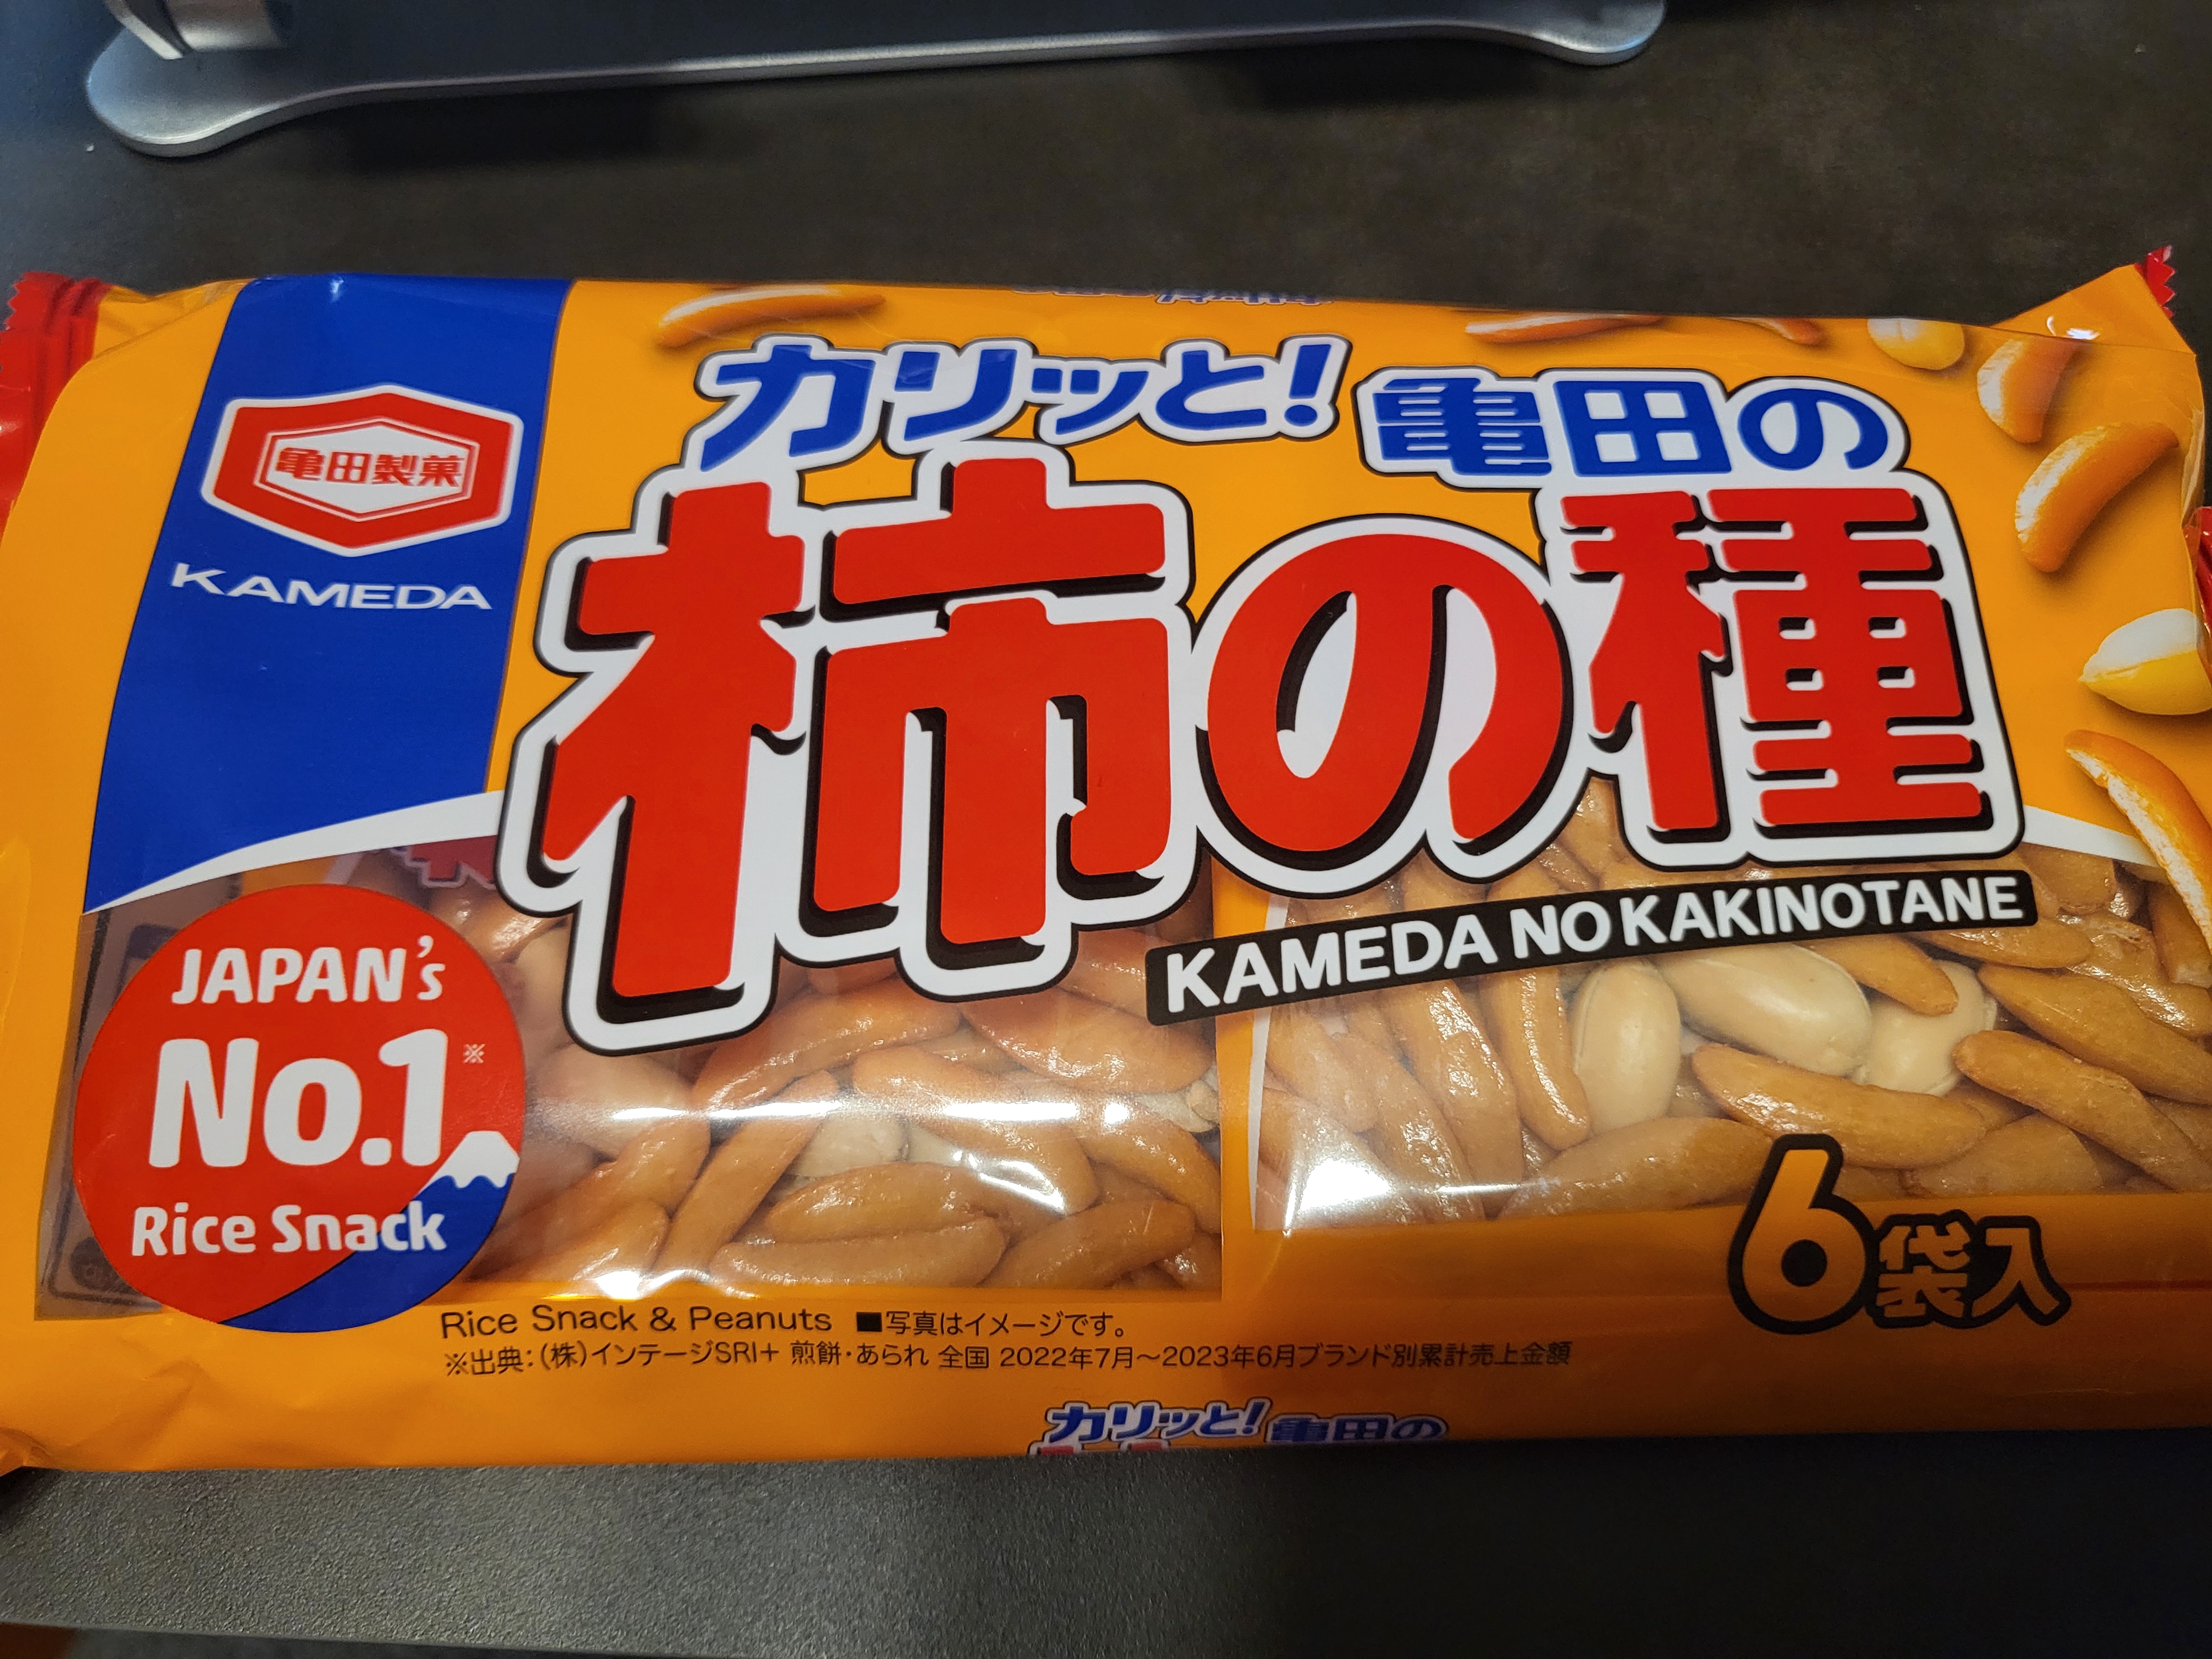 カリッと!亀田の
亀田製菓
KAMEDA
柿の種
KAMEDA NO KAKINOTANE
JAPAN's
No.1※
Rice Snack
6袋入
Rice Snack & Peanuts ■写真はイメージです。
※出典:(株)インテージSRI+ 煎餅・あられ 全国 2022年7月～2023年6月ブランド別累計売上金額
カリッと!亀田の